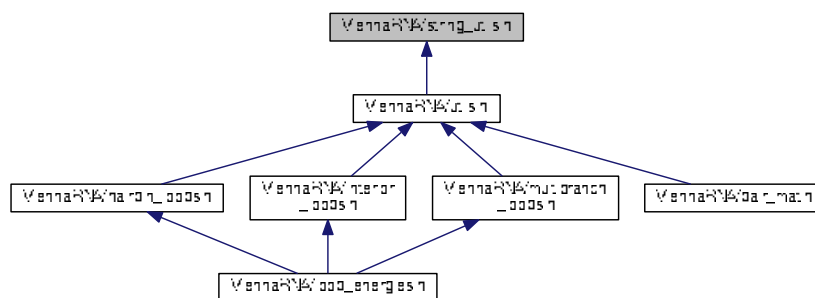 ViennaRNA/string_utils.h
ViennaRNA/utils.h
ViennaRNA/hairpin_loops.h
ViennaRNA/interior
_loops.h
ViennaRNA/multibranch
_loops.h
ViennaRNA/pair_mat.h
ViennaRNA/loop_energies.h